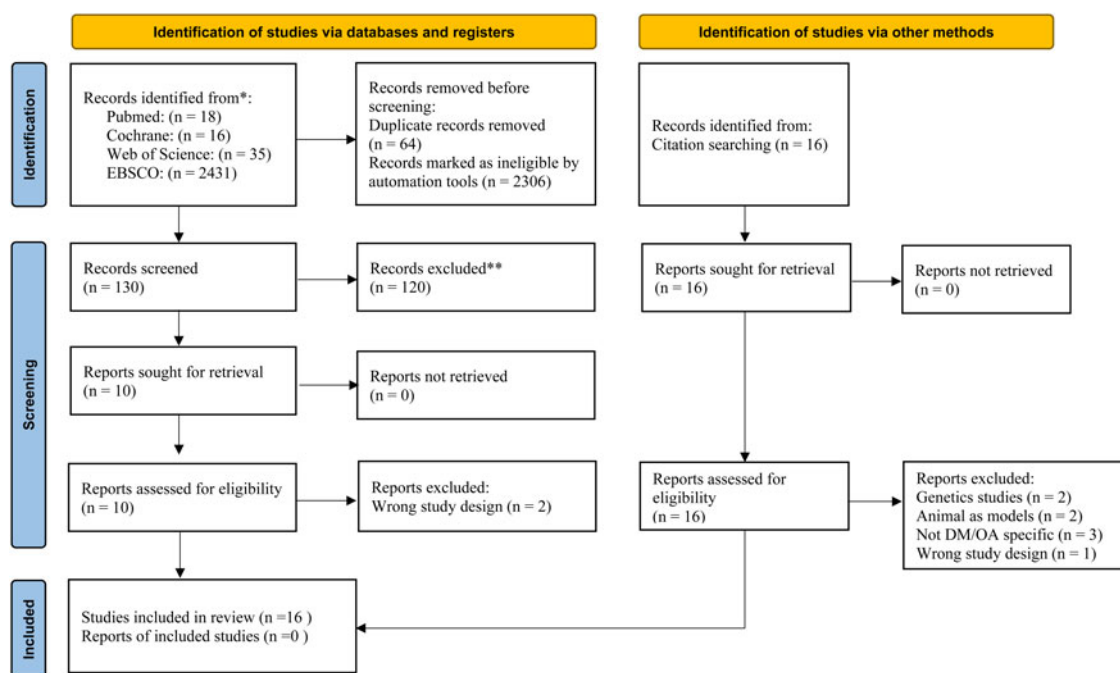 Identification of studies via databases and registers
Identification of studies via other methods
Identification
Records identified from*:
Pubmed: (n = 18)
Cochrane: (n = 16)
Web of Science: (n = 35)
EBSCO: (n = 2431)
Records removed before
screening:
Duplicate records removed
(n = 64)
Records marked as ineligible by
automation tools (n = 2306)
Records identified from:
Citation searching (n = 16)
Screening
Records screened
(n = 130)
Records excluded**
(n = 120)
Reports sought for retrieval
(n = 16)
Reports not retrieved
(n = 0)
Reports sought for retrieval
(n = 10)
Reports not retrieved
(n = 0)
Reports assessed for eligibility
(n = 10)
Reports excluded:
Wrong study design (n = 2)
Reports assessed for
eligibility
(n = 16)
Reports excluded:
Genetics studies (n = 2)
Animal as models (n = 2)
Not DM/OA specific (n = 3)
Wrong study design (n = 1)
Included
Studies included in review (n =16 )
Reports of included studies (n =0 )